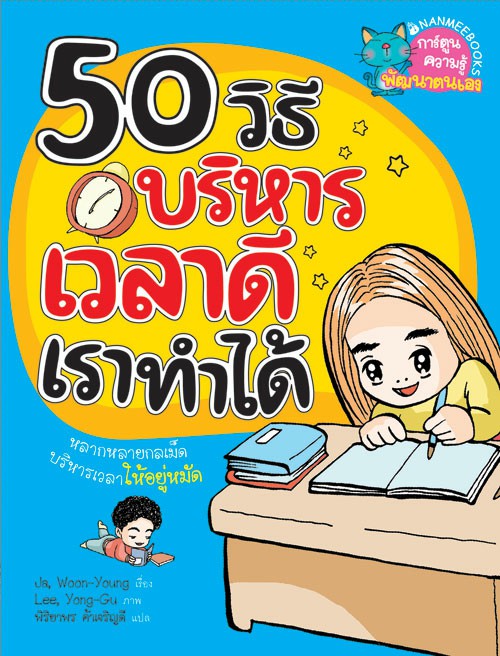 NANMEEBOOKS
การ์ตูน
ความรู้
พัฒนาตนเอง
50 วิธี
บริหาร
เวลาดี
เราทำได้
หลากหลายกลเม็ด
บริหารเวลาให้อยู่หมัด
Ja, Woon-Young เรื่อง
Lee, Yong-Gu ภาพ
พิริยาพร ค้าเจริญดี แปล